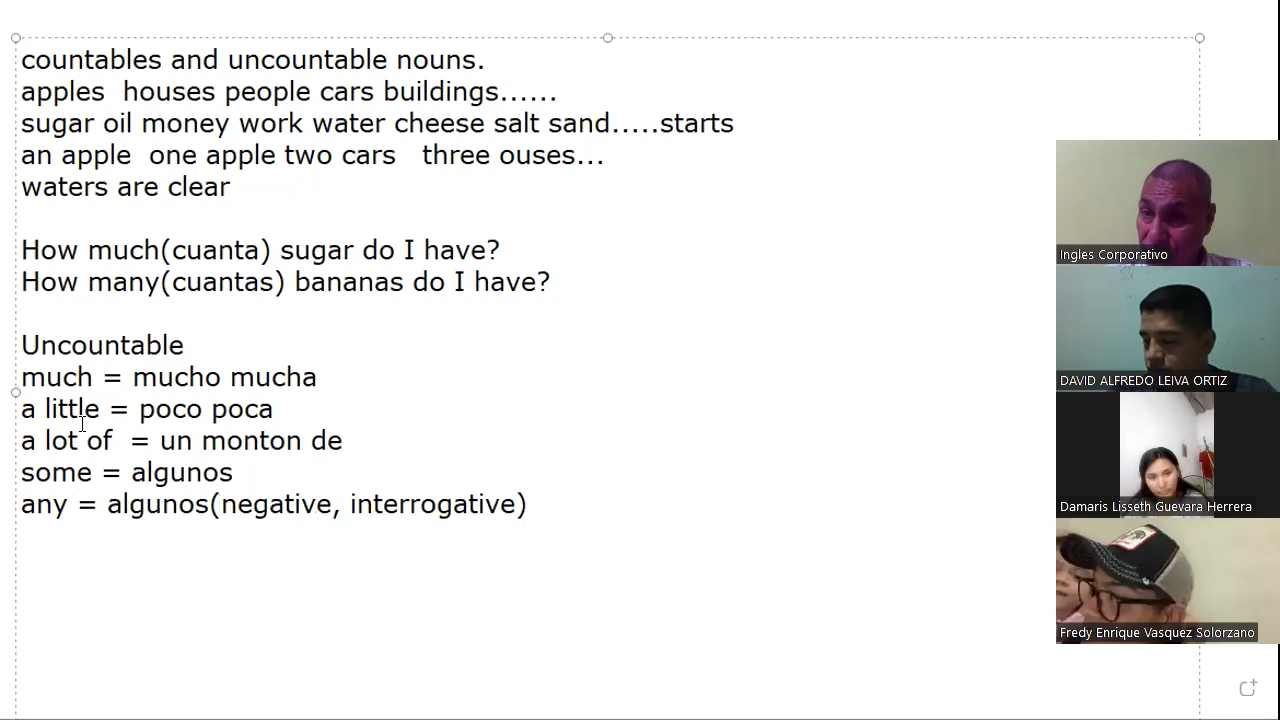 countables and uncountable nouns.
apples  houses people cars buildings......
sugar oil money work water cheese salt sand.....starts
an apple  one apple two cars   three ouses...
waters are clear
How much(cuanta) sugar do I have?
How many(cuantas) bananas do I have?
Uncountable
much = mucho mucha
a little = poco poca
a lot of  = un monton de
some = algunos
any = algunos(negative, interrogative)
Ingles Corporativo
DAVID ALFREDO LEIVA ORTIZ
Damaris Lisseth Guevara Herrera
Fredy Enrique Vasquez Solorzano